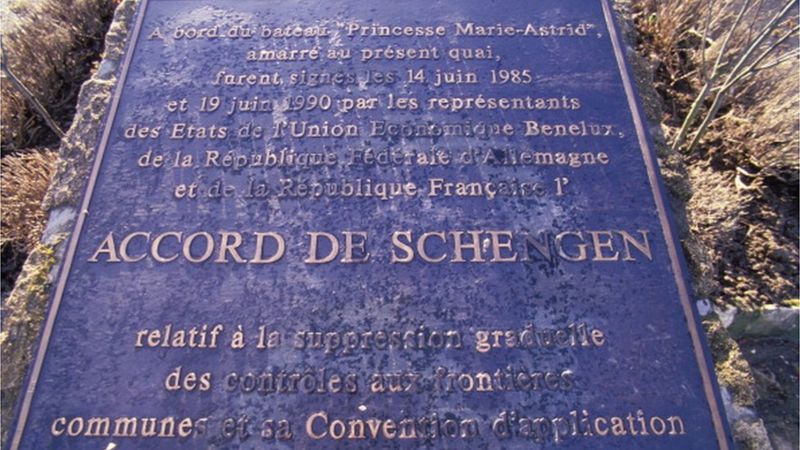 A bord du bateau "Princesse Marie-Astrid",
amarré au présent quai,
furent signés les 14 juin 1985
et 19 juin 1990 par les représentants
des Etats de l'Union Economique Benelux,
de la République Fédérale d'Allemagne
et de la République Française l'
ACCORD DE SCHENGEN
relatif à la suppression graduelle
des contrôles aux frontières
communes et sa Convention d'application